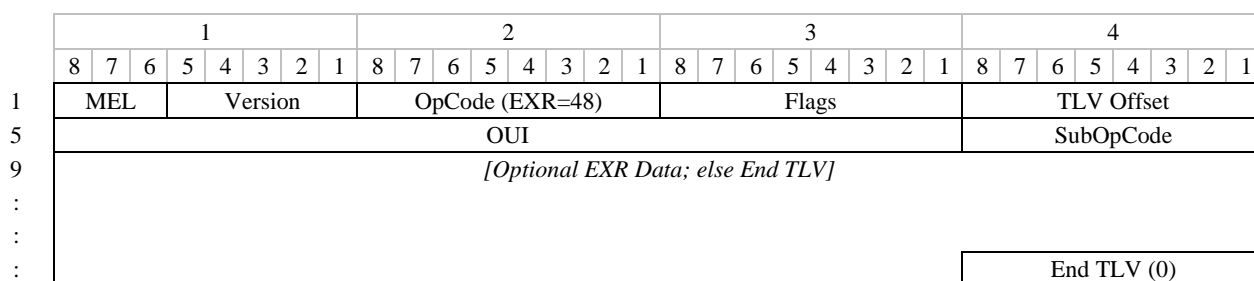 1 2 3 4
8 7 6 5 4 3 2 1 8 7 6 5 4 3 2 1 8 7 6 5 4 3 2 1 8 7 6 5 4 3 2 1
1 MEL Version OpCode (EXR=48) Flags TLV Offset
5 OUI SubOpCode
9 [Optional EXR Data; else End TLV]
:
:
: End TLV (0)